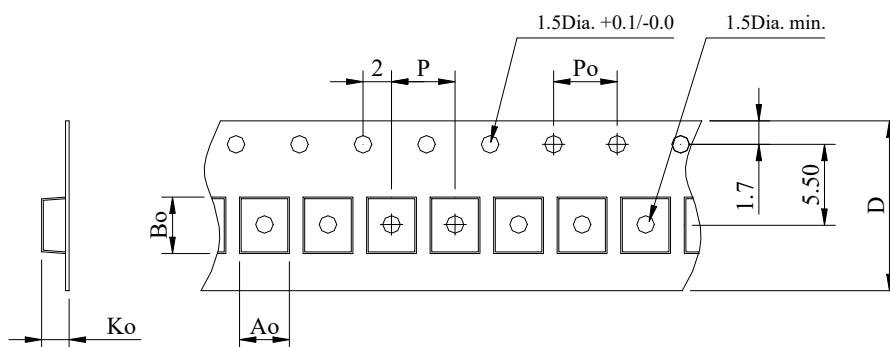 1.5Dia. +0.1/-0.0
1.5Dia. min.
2
P
Po
1.7
5.50
D
Bo
Ko
Ao